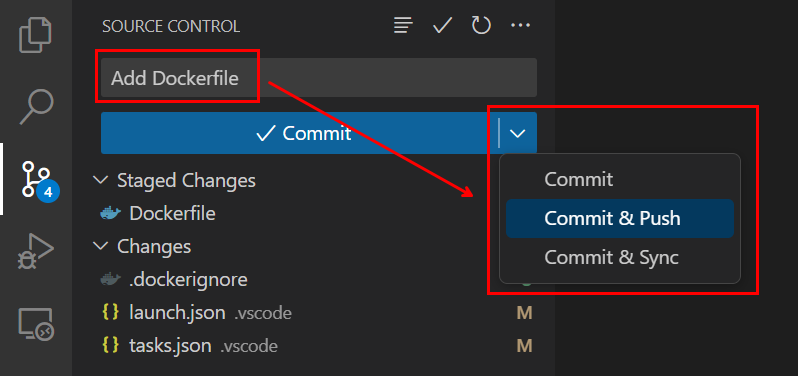 SOURCE CONTROL
Add Dockerfile
Commit
Commit
Commit & Push
Commit & Sync
4
Staged Changes
Dockerfile
Changes
.dockerignore
launch.json .vscode M
tasks.json .vscode M